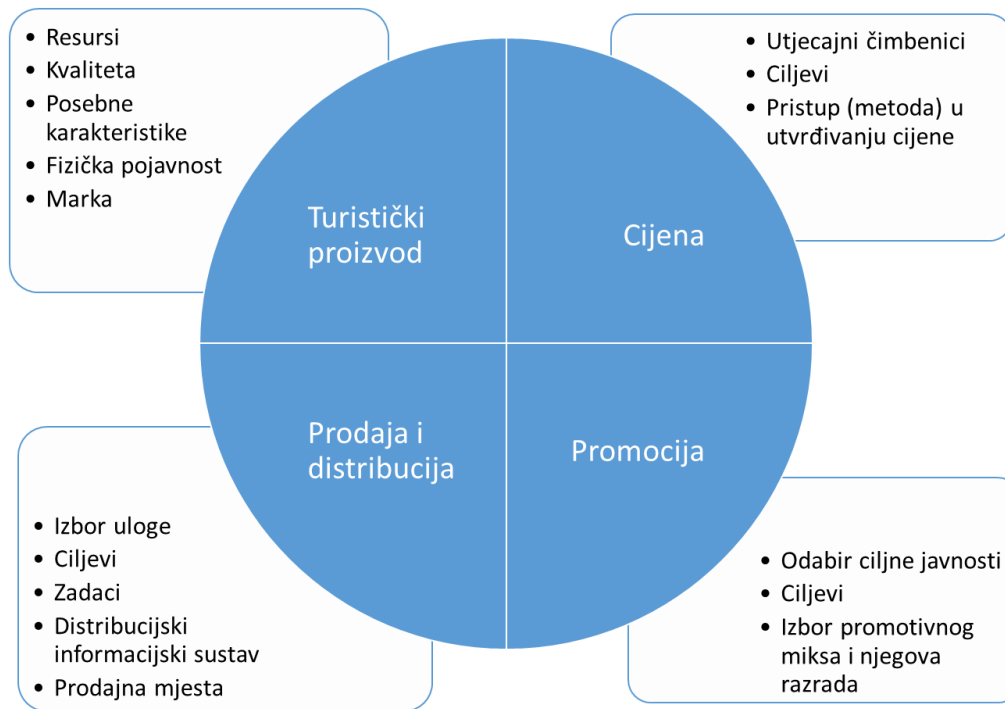 • Resursi
• Kvaliteta
• Posebne
karakteristike
• Fizička pojavnost
• Marka
• Utjecajni čimbenici
• Ciljevi
• Pristup (metoda) u
utvrđivanju cijene
Turistički
proizvod
Cijena
Prodaja i
distribucija
Promocija
• Izbor uloge
• Ciljevi
• Zadaci
• Distribucijski
informacijski sustav
• Prodajna mjesta
• Odabir ciljne javnosti
• Ciljevi
• Izbor promotivnog
miksa i njegova
razrada